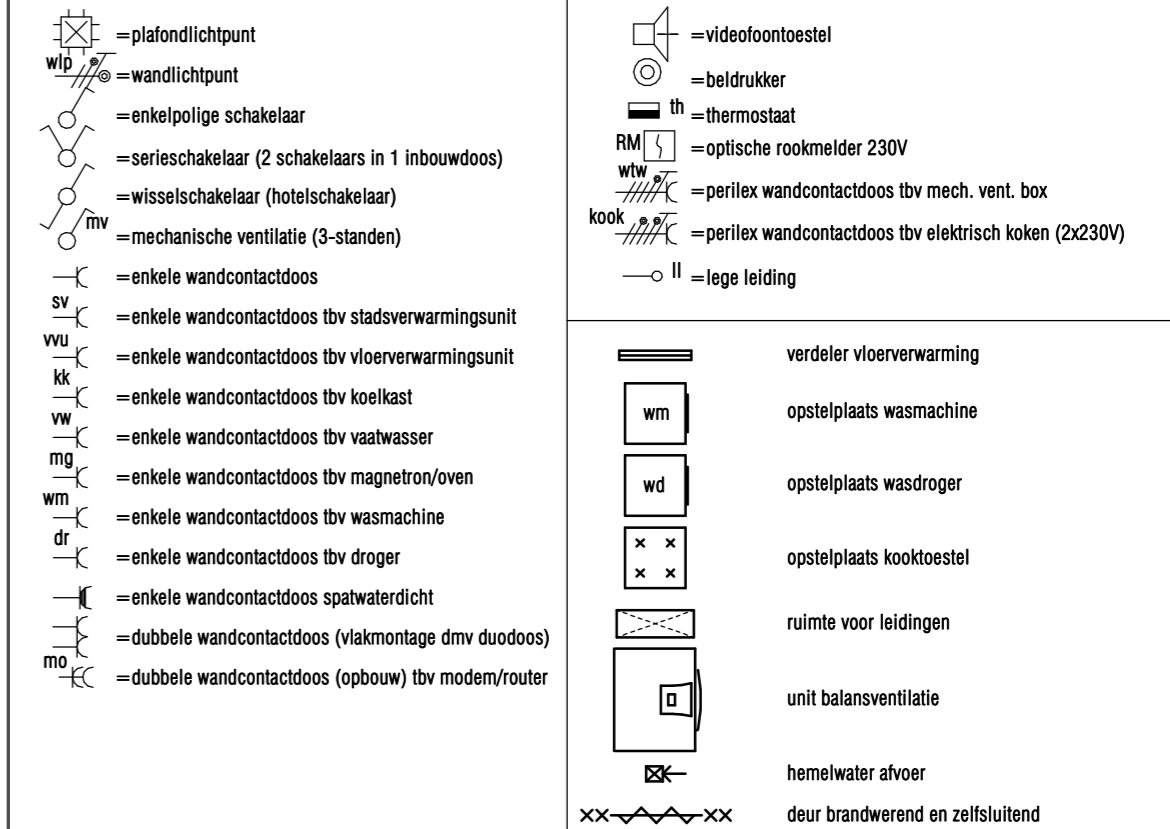 =plafondlichtpunt
wlp =wandlichtpunt
=enkelpolige schakelaar
=serieschakelaar (2 schakelaars in 1 inbouwdoos)
=wisselschakelaar (hotelschakelaar)
mv =mechanische ventilatie (3-standen)
=enkele wandcontactdoos
sv =enkele wandcontactdoos tbv stadsverwarmingsunit
vvu =enkele wandcontactdoos tbv vloerverwarmingsunit
kk =enkele wandcontactdoos tbv koelkast
vw =enkele wandcontactdoos tbv vaatwasser
mg =enkele wandcontactdoos tbv magnetron/oven
wm =enkele wandcontactdoos tbv wasmachine
dr =enkele wandcontactdoos tbv droger
=enkele wandcontactdoos spatwaterdicht
=dubbele wandcontactdoos (vlakmontage dmv duodoos)
mo =dubbele wandcontactdoos (opbouw) tbv modem/router
=videofoontoestel
=beldrukker
th =thermostaat
RM =optische rookmelder 230V
wtw =perilex wandcontactdoos tbv mech. vent. box
kook =perilex wandcontactdoos tbv elektrisch koken (2x230V)
ll =lege leiding
verdeler vloerverwarming
wm opstelplaats wasmachine
wd opstelplaats wasdroger
opstelplaats kooktoestel
ruimte voor leidingen
unit balansventilatie
hemelwater afvoer
deur brandwerend en zelfsluitend